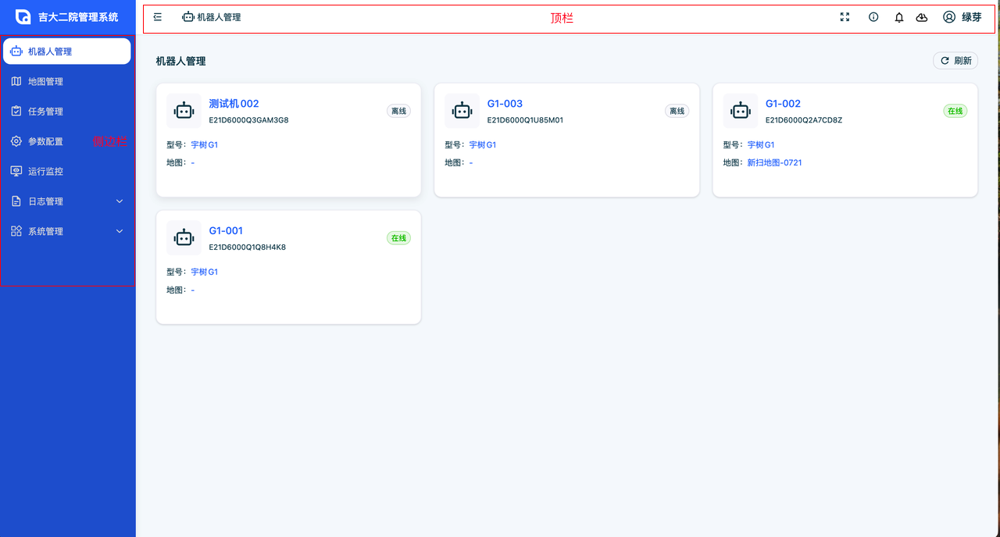 吉大二院管理系统
机器人管理
顶栏
绿芽
机器人管理
地图管理
任务管理
参数配置
侧边栏
运行监控
日志管理
系统管理
机器人管理
刷新
测试机002
E21D6000Q3GAM3G8
离线
型号：宇树G1
地图：-
G1-003
E21D6000Q1U85M01
离线
型号：宇树G1
地图：-
G1-002
E21D6000Q2A7CD8Z
在线
型号：宇树G1
地图：新扫地图-0721
G1-001
E21D6000Q1Q8H4K8
在线
型号：宇树G1
地图：-